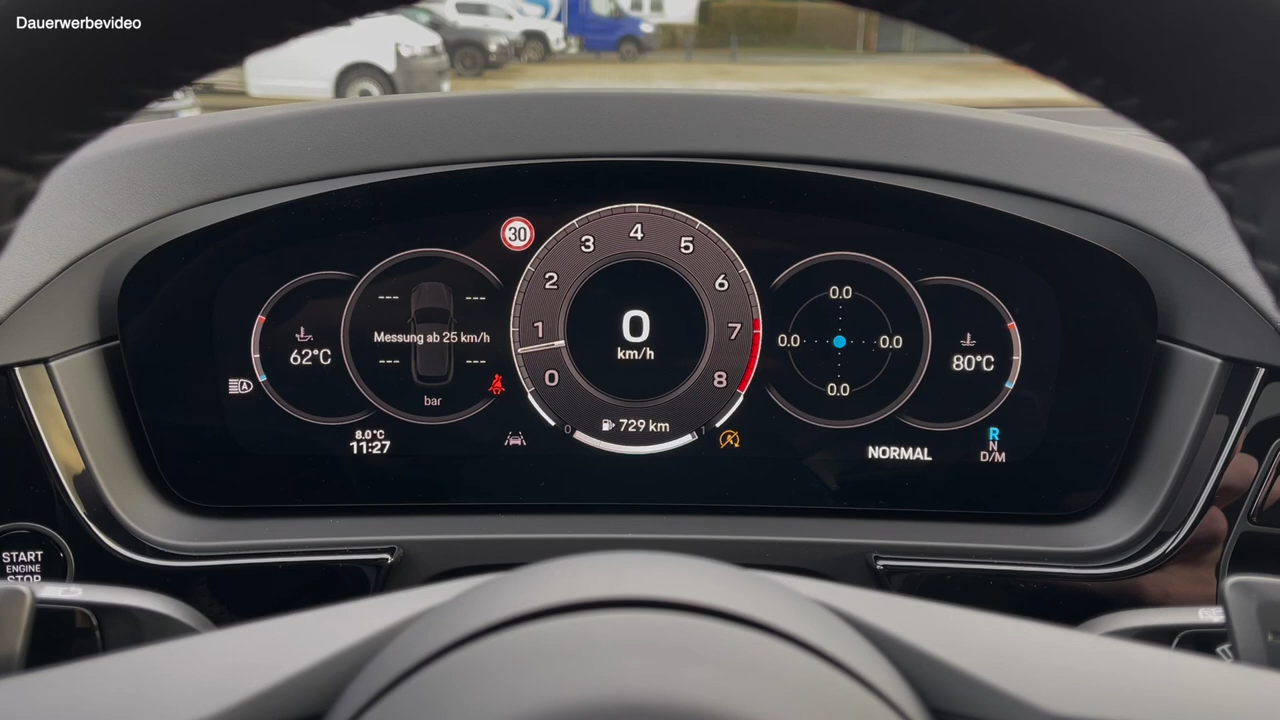 Dauerwerbevideo
30
4
3
5
2
6
1
7
0
8
0
km/h
62°C
--- ---
Messung ab 25 km/h
--- ---
bar
0.0
0.0 0.0
0.0
80°C
729 km
0 1
8.0°C
11:27
A
NORMAL
R
N
D/M
START
ENGINE
STOP